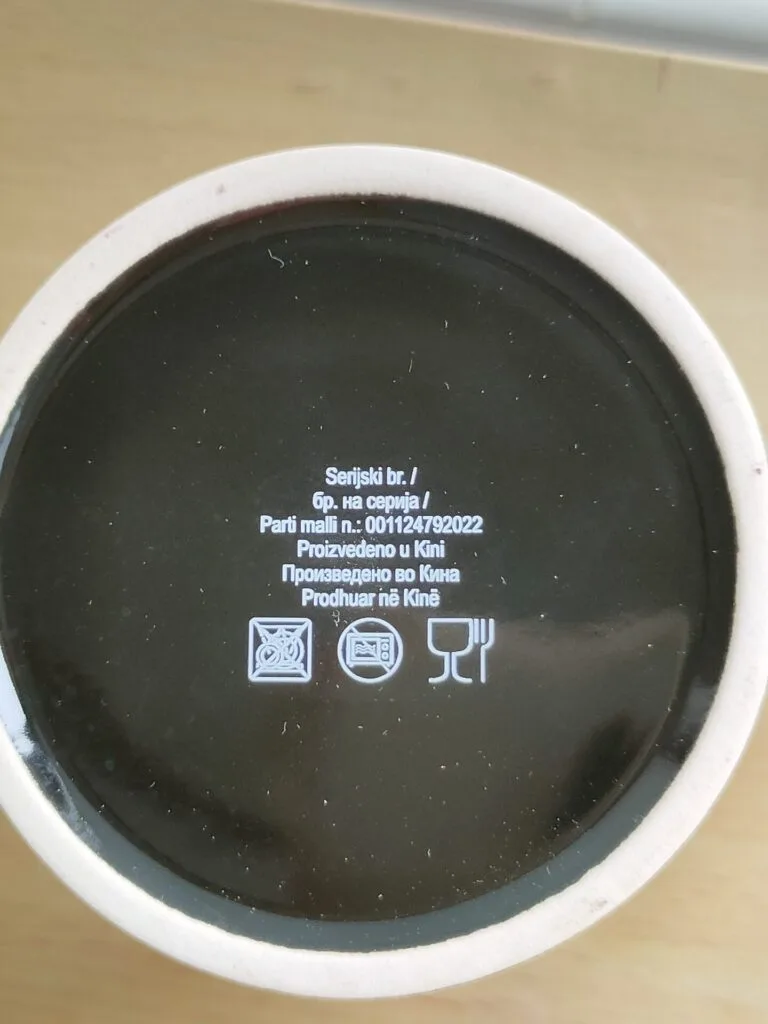 Serijski br. /
бр. на серија /
Parti malli n.: 001124792022
Proizvedeno u Kini
Произведено во Кина
Prodhuar në Kinë